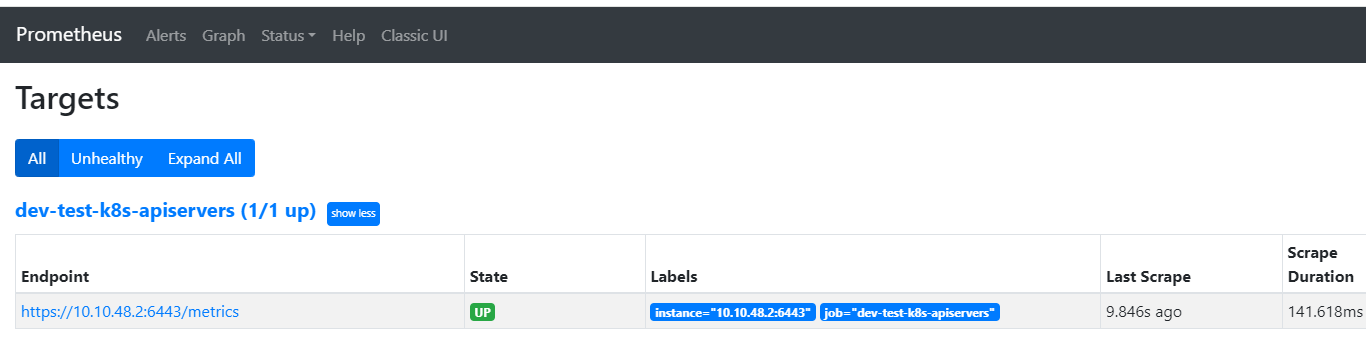 Prometheus Alerts Graph Status Help Classic UI
Targets
All Unhealthy Expand All
dev-test-k8s-apiservers (1/1 up) show less
Endpoint State Labels Last Scrape Scrape Duration
https://10.10.48.2:6443/metrics UP instance="10.10.48.2:6443" job="dev-test-k8s-apiservers" 9.846s ago 141.618ms